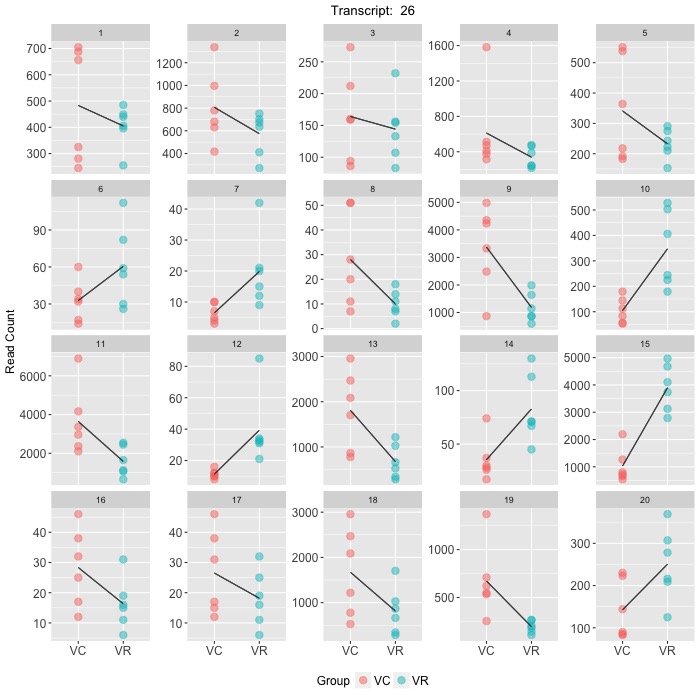 Transcript: 26
1 2 3 4 5
700 600 500 400 300
1200 1000 800 600 400
250 200 150 100
1600 1200 800 400
500 400 300 200
6 7 8 9 10
90 60 30
40 30 20 10
50 40 30 20 10 0
5000 4000 3000 2000 1000
500 400 300 200 100
Read Count
11 12 13 14 15
6000 4000 2000
80 60 40 20
3000 2000 1000
100 50
5000 4000 3000 2000 1000
16 17 18 19 20
40 30 20 10
40 30 20 10
3000 2000 1000
1000 500
300 200 100
VC VR VC VR VC VR VC VR VC VR
Group VC VR